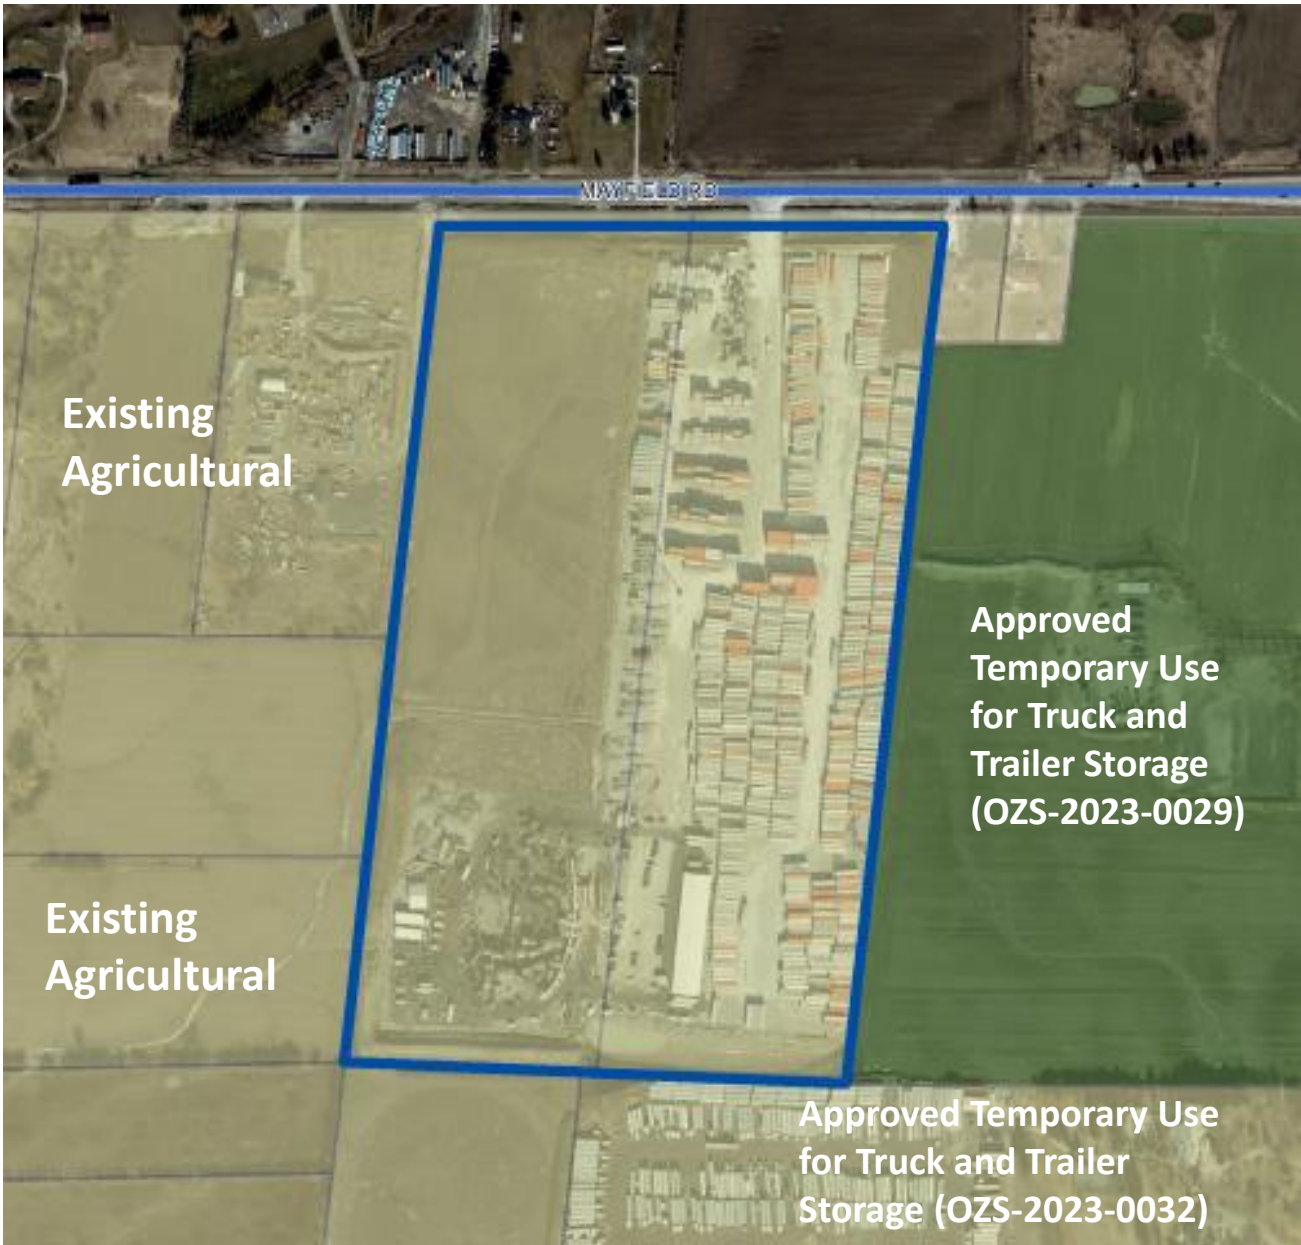 MAYFIELD RD
Existing
Agricultural
Approved
Temporary Use
for Truck and
Trailer Storage
(OZS-2023-0029)
Existing
Agricultural
Approved Temporary Use
for Truck and Trailer
Storage (OZS-2023-0032)